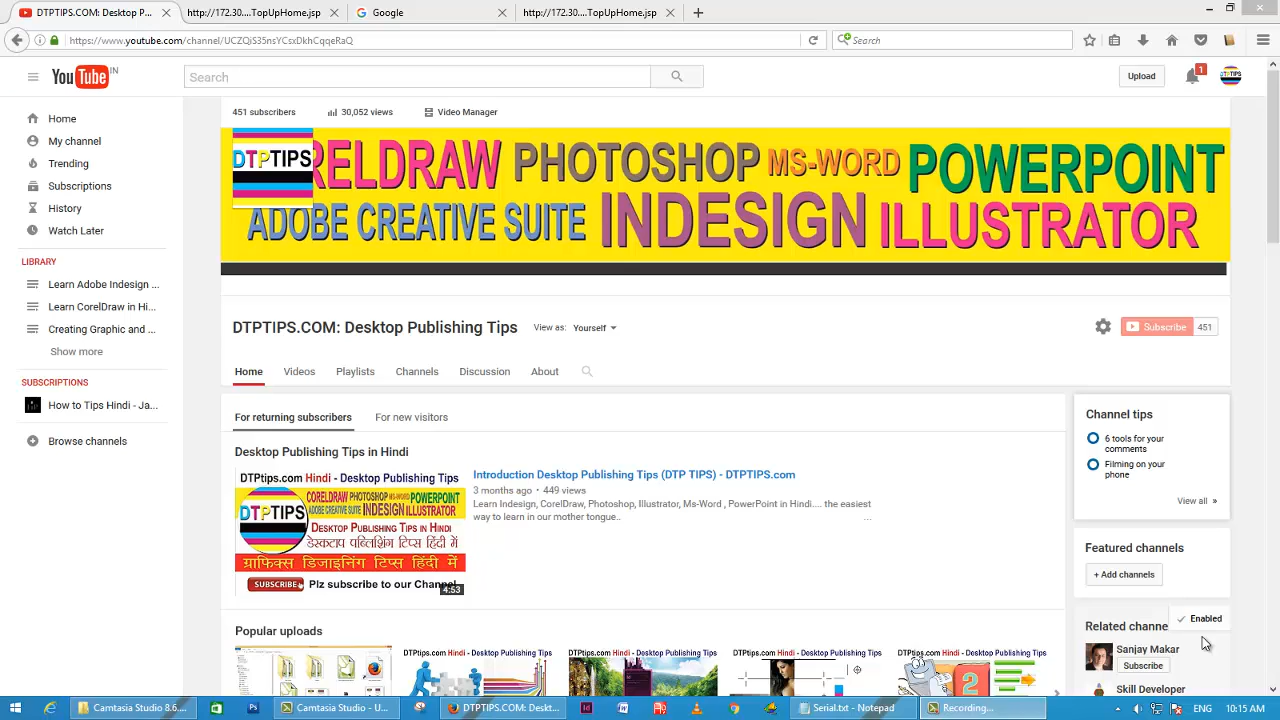 DTPTIPS.COM: Desktop P...
http://172.30...TopUpHome.jsp
Google
http://172.30...TopUpHome.jsp
https://www.youtube.com/channel/UCZQjS35nsYCsxDkhCqqeRaQ
Search
YouTube IN
Search
Upload
1
DTPTIPS
Home
My channel
Trending
Subscriptions
History
Watch Later
LIBRARY
Learn Adobe Indesign ...
Learn CorelDraw in Hi...
Creating Graphic and ...
Show more
SUBSCRIPTIONS
How to Tips Hindi - Ja...
Browse channels
451 subscribers
30,052 views
Video Manager
DTPTIPS
RELDRAW PHOTOSHOP MS-WORD POWERPOINT
ADOBE CREATIVE SUITE INDESIGN ILLUSTRATOR
DTPTIPS.COM: Desktop Publishing Tips
View as: Yourself
Subscribe 451
Home Videos Playlists Channels Discussion About
For returning subscribers
For new visitors
Desktop Publishing Tips in Hindi
DTPtips.com Hindi - Desktop Publishing Tips
CORELDRAW PHOTOSHOP MS-WORD POWERPOINT
ADOBE CREATIVE SUITE INDESIGN ILLUSTRATOR
DTPTIPS
DESKTOP PUBLISHING TIPS IN HINDI
डेस्कटाप पब्लिशिंग टिप्स हिंदी में
ग्राफिक्स डिजाइनिंग टिप्स हिंदी में
SUBSCRIBE Plz subscribe to our Channel
4:53
Introduction Desktop Publishing Tips (DTP TIPS) - DTPTIPS.com
3 months ago • 449 views
Learn Indesign, CorelDraw, Photoshop, Illustrator, Ms-Word , PowerPoint in Hindi.... the easiest
way to learn in our mother tongue..
...
Popular uploads
DTPTips.com Hindi - Desktop Publishing Tips
DTPTips.com Hindi - Desktop Publishing Tips
DTPTips.com Hindi - Desktop Publishing Tips
DTPTips.com Hindi - Desktop Publishing Tips
2
Channel tips
6 tools for your
comments
Filming on your
phone
View all »
Featured channels
+ Add channels
Related channe
Enabled
Sanjay Makar
Subscribe
Skill Developer
Camtasia Studio 8.6....
Camtasia Studio - U...
DTPTIPS.COM: Deskt...
Serial.txt - Notepad
Recording...
10:15 AM